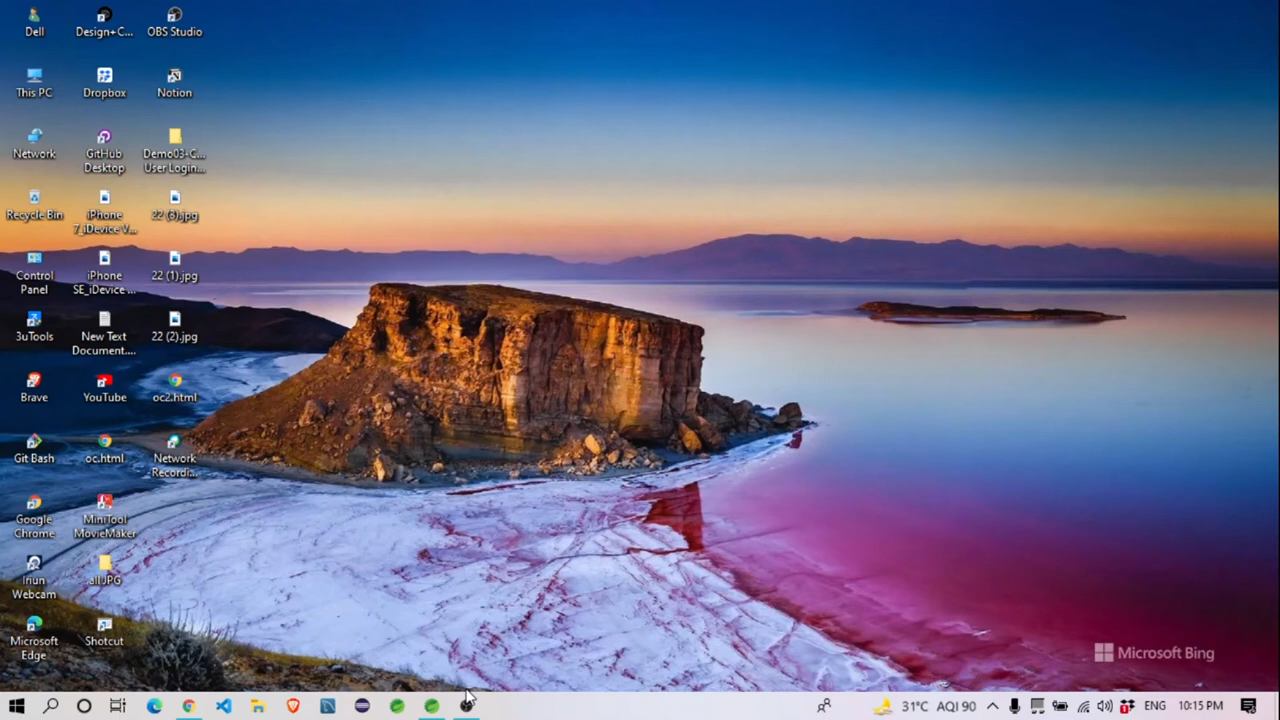 Dell
Design+C...
OBS Studio
This PC
Dropbox
Notion
Network
GitHub
Desktop
Demo03-C...
User Login...
Recycle Bin
iPhone
7_iDevice V...
22 (3).jpg
Control
Panel
iPhone
SE_iDevice ...
22 (1).jpg
3uTools
New Text
Document....
22 (2).jpg
Brave
YouTube
oc2.html
Git Bash
oc.html
Network
Recordi...
Google
Chrome
MiniTool
MovieMaker
Iriun
Webcam
all JPG
Microsoft
Edge
Shotcut
Microsoft Bing
31°C AQI 90
ENG
10:15 PM